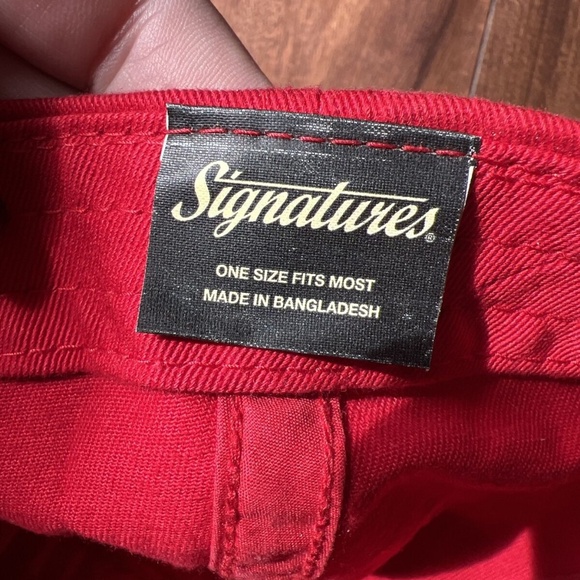 Signatures®
ONE SIZE FITS MOST
MADE IN BANGLADESH